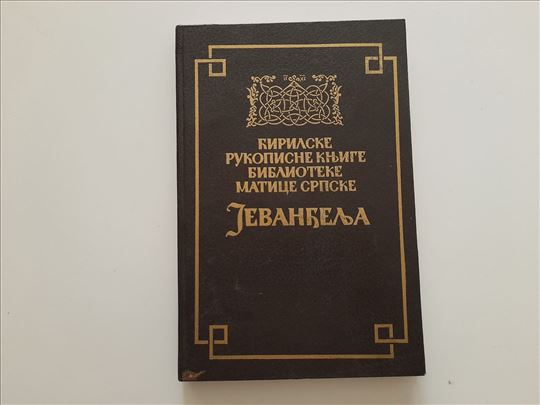 ЋИРИЛСКЕ
РУКОПИСНЕ КЊИГЕ
БИБЛИОТЕКЕ
МАТИЦЕ СРПСКЕ
ЈЕВАНЂЕЉА